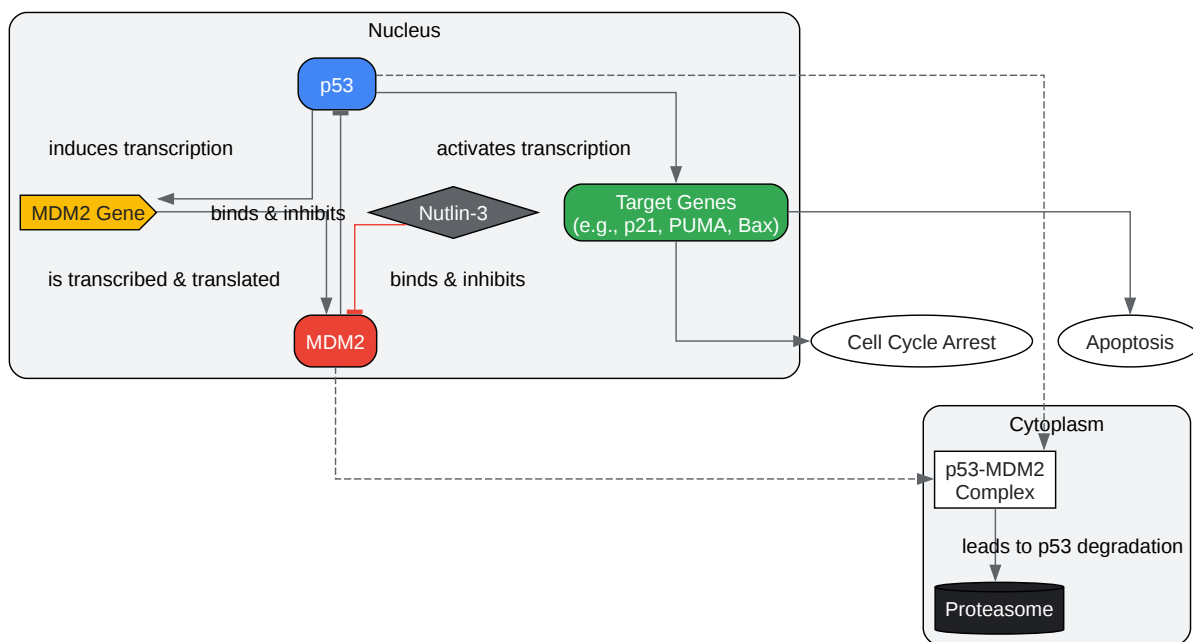 Nucleus
p53
induces transcription
activates transcription
MDM2 Gene
binds & inhibits
Nutlin-3
Target Genes
(e.g., p21, PUMA, Bax)
is transcribed & translated
binds & inhibits
MDM2
Cell Cycle Arrest
Apoptosis
Cytoplasm
p53-MDM2
Complex
leads to p53 degradation
Proteasome